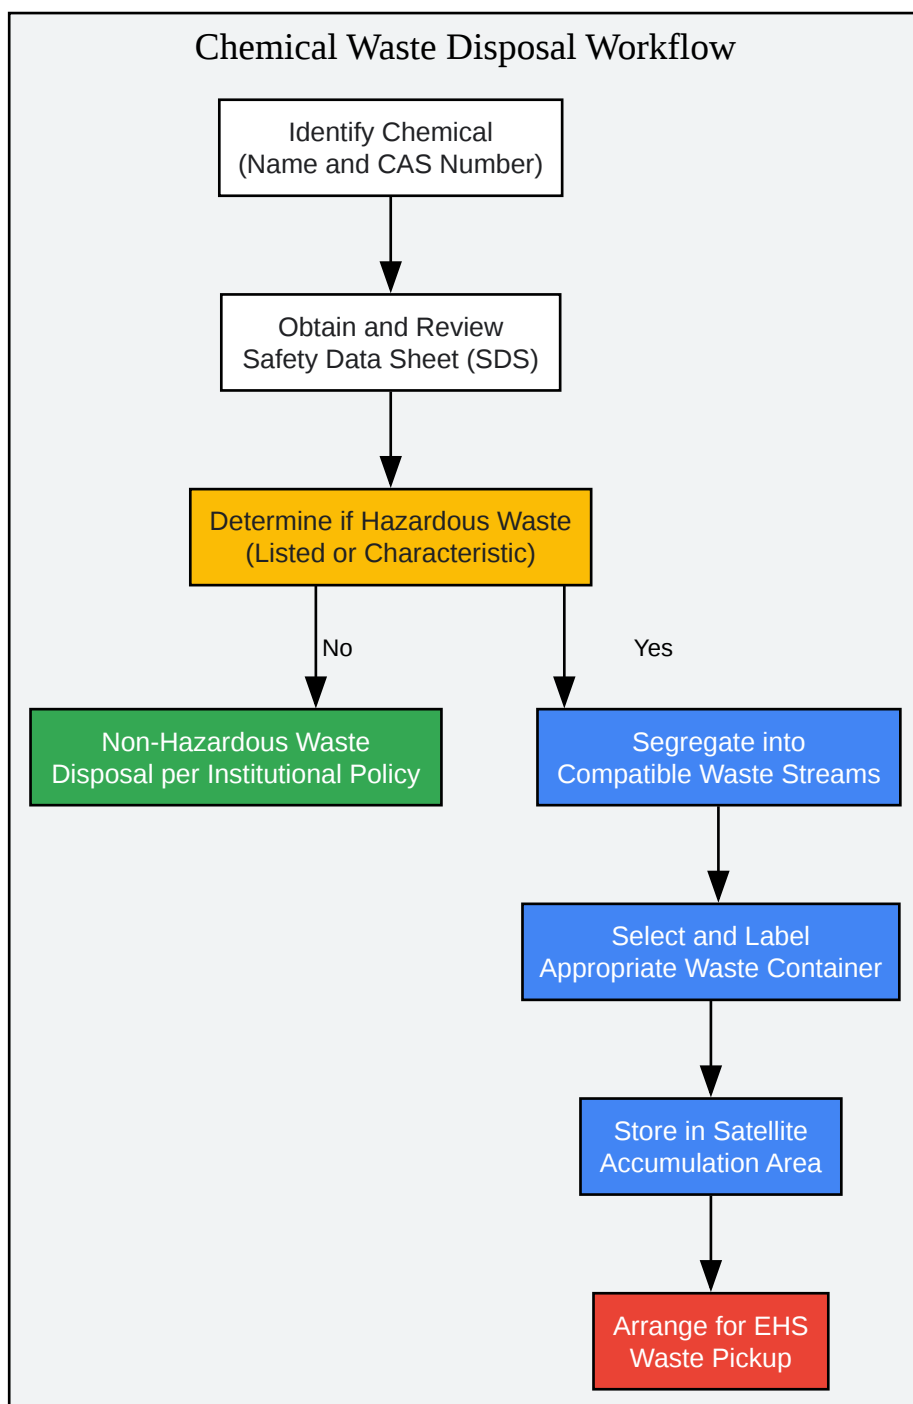 Chemical Waste Disposal Workflow
Identify Chemical
(Name and CAS Number)
Obtain and Review
Safety Data Sheet (SDS)
Determine if Hazardous Waste
(Listed or Characteristic)
No
Yes
Non-Hazardous Waste
Disposal per Institutional Policy
Segregate into
Compatible Waste Streams
Select and Label
Appropriate Waste Container
Store in Satellite
Accumulation Area
Arrange for EHS
Waste Pickup